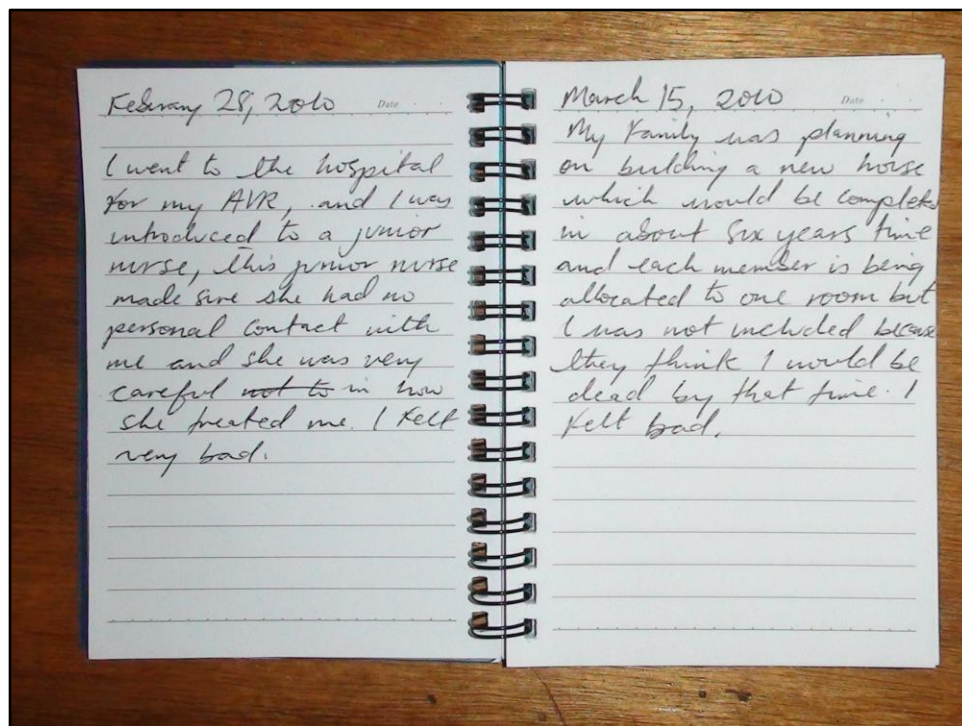 February 28, 2010 Date
I went to the hospital
for my AVR, and I was
introduced to a junior
nurse, this junior nurse
made sure she had no
personal contact with
me and she was very
careful not to in how
she treated me. I felt
very bad.
March 15, 2010 Date
My Family was planning
on building a new house
which would be complete
in about six years time
and each member is being
allocated to one room but
I was not included because
they think I would be
dead by that time. I
felt bad.